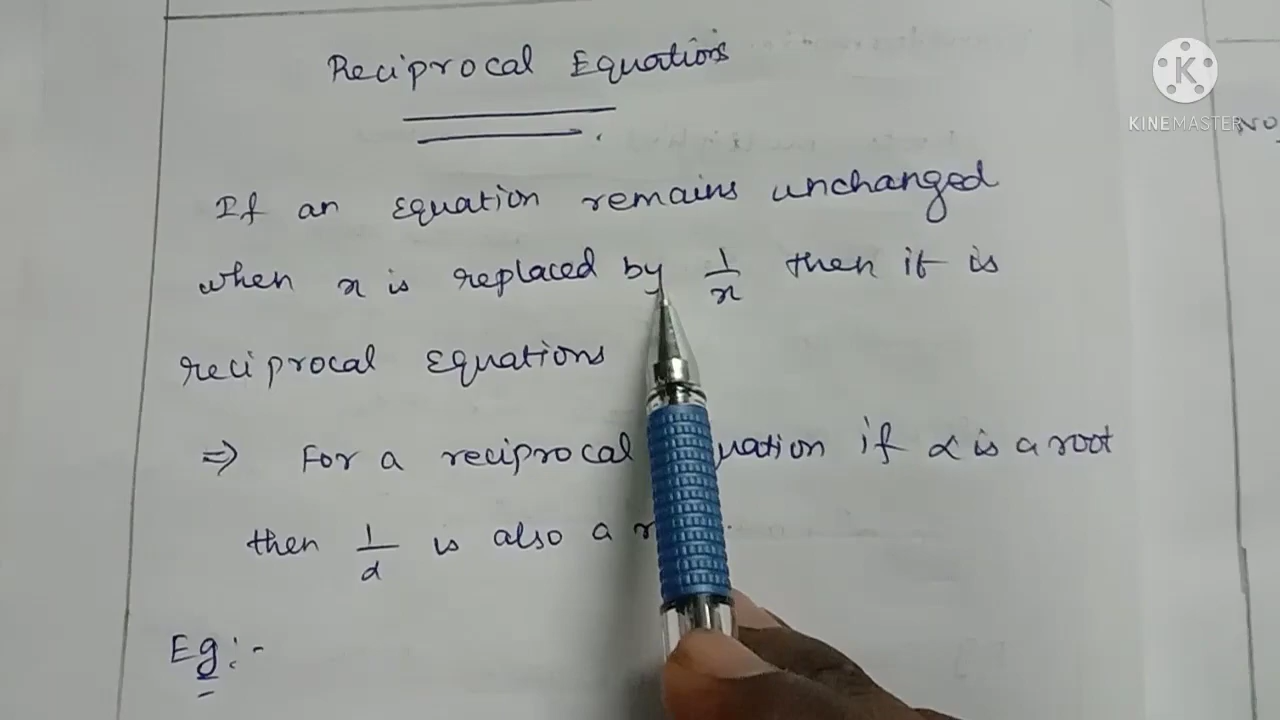 Reciprocal Equations
If an Equation remains unchanged
when x is replaced by 1/x then it is
reciprocal Equations
⇒ For a reciprocal if α is a root
then 1/α is also a
Eg:-
K
KINEMASTER